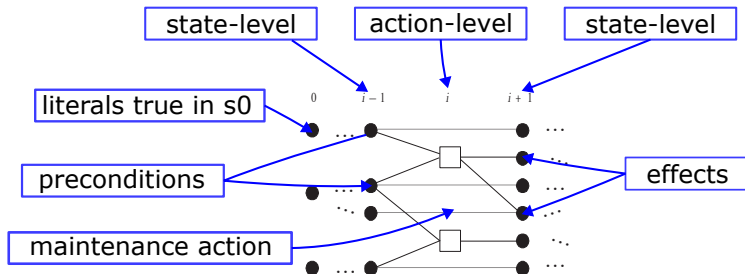 state-level action-level state-level
0 i – 1 i i + 1
literals true in s0
... ...
preconditions
effects
maintenance action
... ...